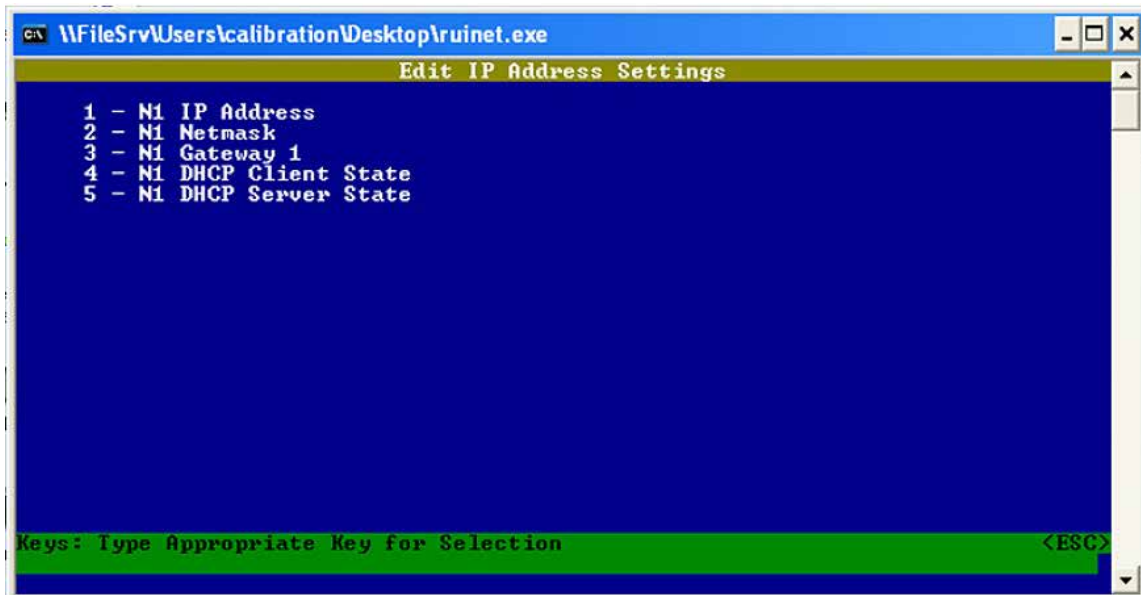 \\FileSrv\Users\calibration\Desktop\ruinet.exe
Edit IP Address Settings
1 - N1 IP Address
2 - N1 Netmask
3 - N1 Gateway 1
4 - N1 DHCP Client State
5 - N1 DHCP Server State
Keys: Type Appropriate Key for Selection <ESC>